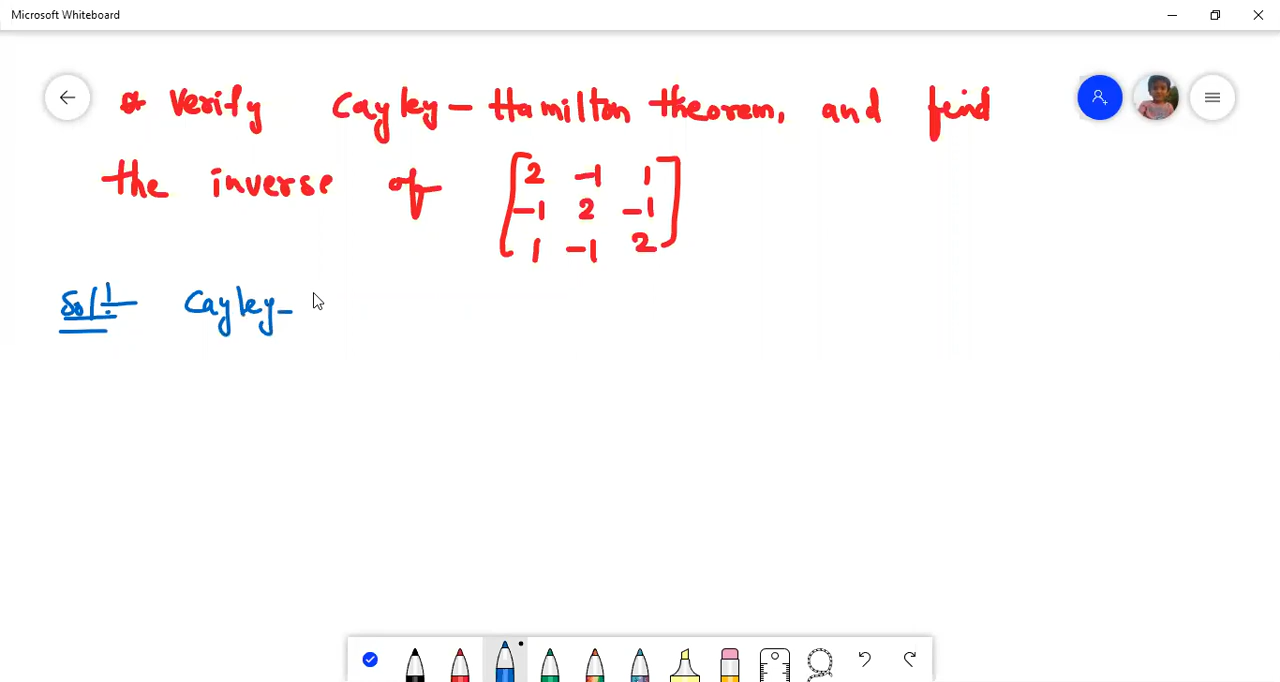 Microsoft Whiteboard
Verify Cayley - Hamilton theorem, and find
the inverse of
2 -1 1
-1 2 -1
1 -1 2
Sol: Cayley-